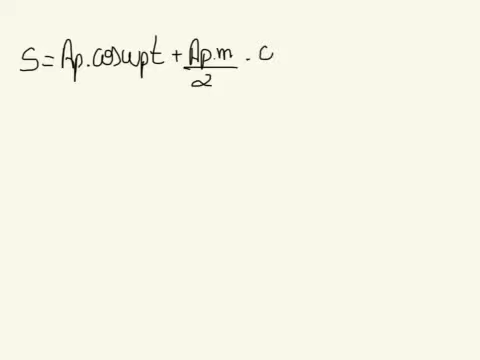 S = Ap.cosωpt + Ap.m/2 . c